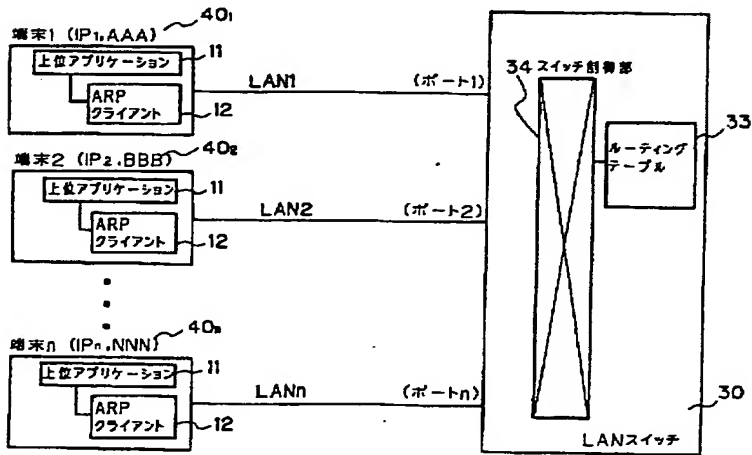 端末1 (IP₁.AAA)
40₁
上位アプリケーション
11
ARP
クライアント
12
LAN1
(ポート1)
端末2 (IP₂.BBB)
40₂
上位アプリケーション
11
ARP
クライアント
12
LAN2
(ポート2)
端末n (IPn.NNN)
40n
上位アプリケーション
11
ARP
クライアント
12
LANn
(ポートn)
34
スイッチ制御部
33
ルーティング
テーブル
30
LANスイッチ